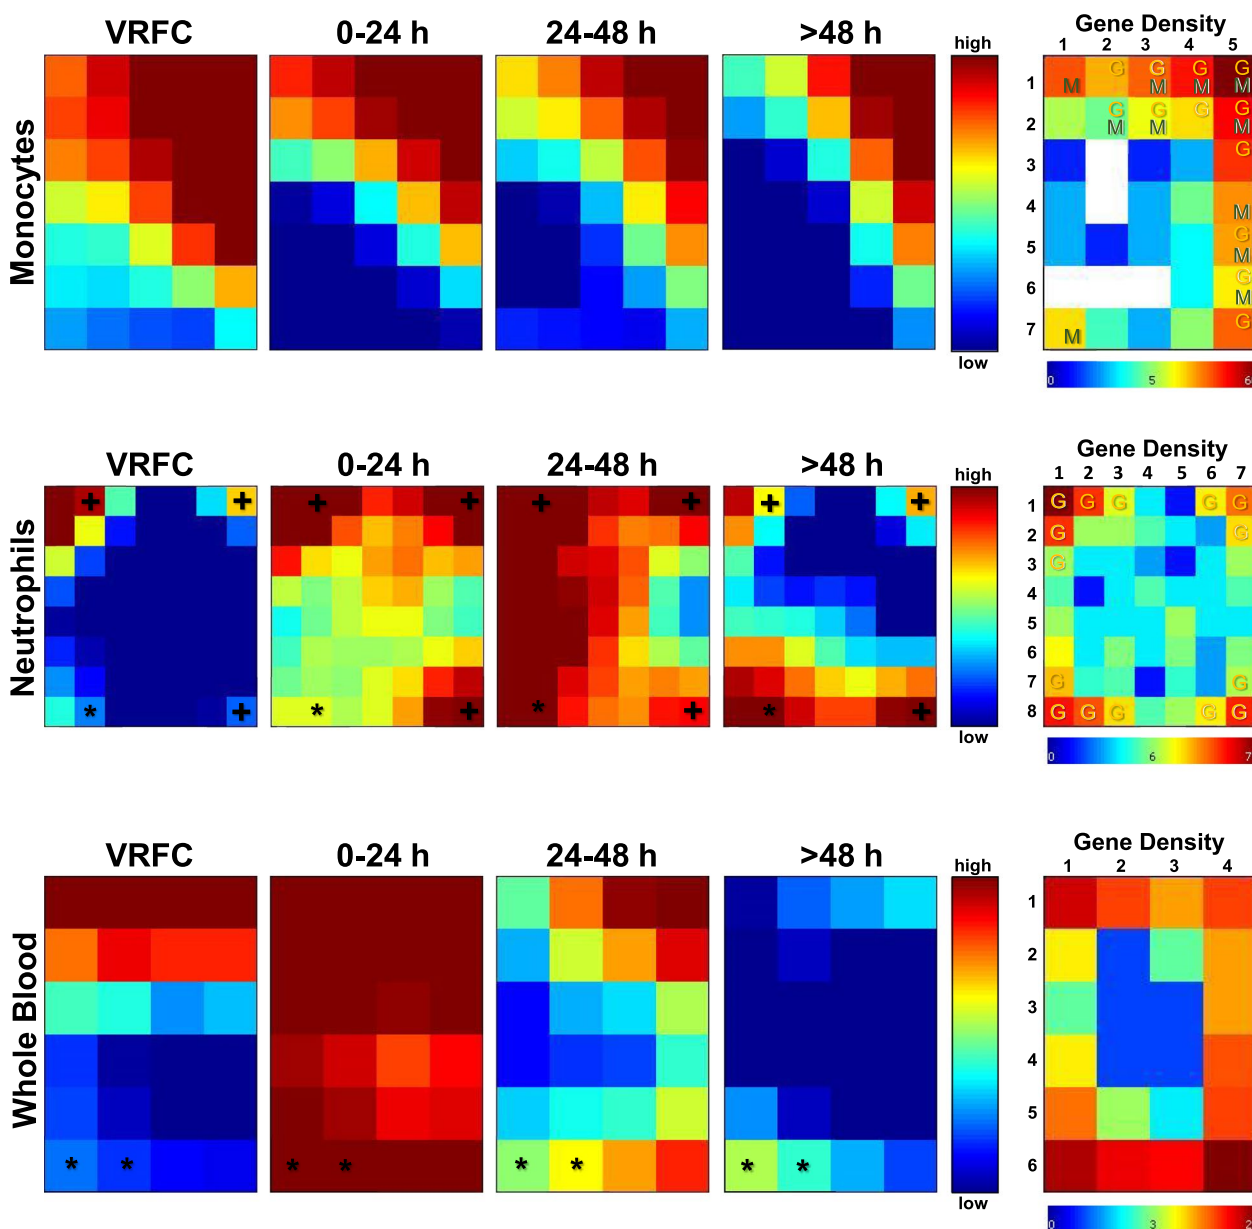 VRFC 0-24 h 24-48 h >48 h high Gene Density
1 2 3 4 5
Monocytes
1 G G G G
M M M M
2 G G G G
M M M
3 G
4 M
5 G
M
6 G
M
7 G
M
low
0 5 6
VRFC 0-24 h 24-48 h >48 h high Gene Density
1 2 3 4 5 6 7
Neutrophils
+ + + + + + + 1 G G G G G
2 G G
3 G
4
5
6
7 G G
* + * + * + * + 8 G G G G G
low
0 6 7
VRFC 0-24 h 24-48 h >48 h high Gene Density
1 2 3 4
Whole Blood
1
2
3
4
5
* * * * * * * * 6
low
0 3